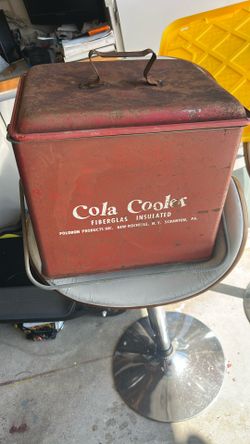 Cola Cooler
FIBERGLAS INSULATED
POLORON PRODUCTS INC. NEW ROCHELLE, N. Y. SCRANTON, PA.